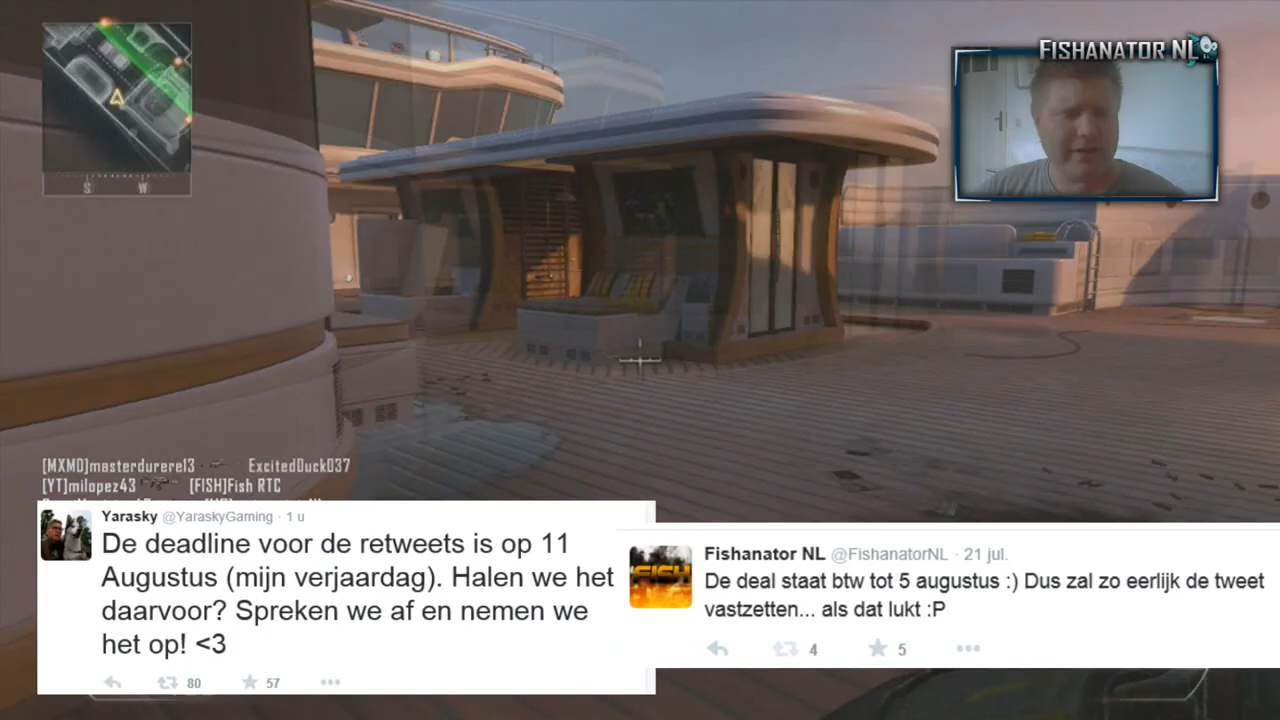 FISHANATOR NL
S W
[MXMD]masterdurere13 ExcitedDuck037
[YT]milopez43 [FISH]Fish RTC
Yarasky @YaraskyGaming · 1 u
De deadline voor de retweets is op 11
Augustus (mijn verjaardag). Halen we het
daarvoor? Spreken we af en nemen we
het op! <3
80 57
Fishanator NL @FishanatorNL · 21 jul.
De deal staat btw tot 5 augustus :) Dus zal zo eerlijk de tweet
vastzetten... als dat lukt :P
4 5
FISH